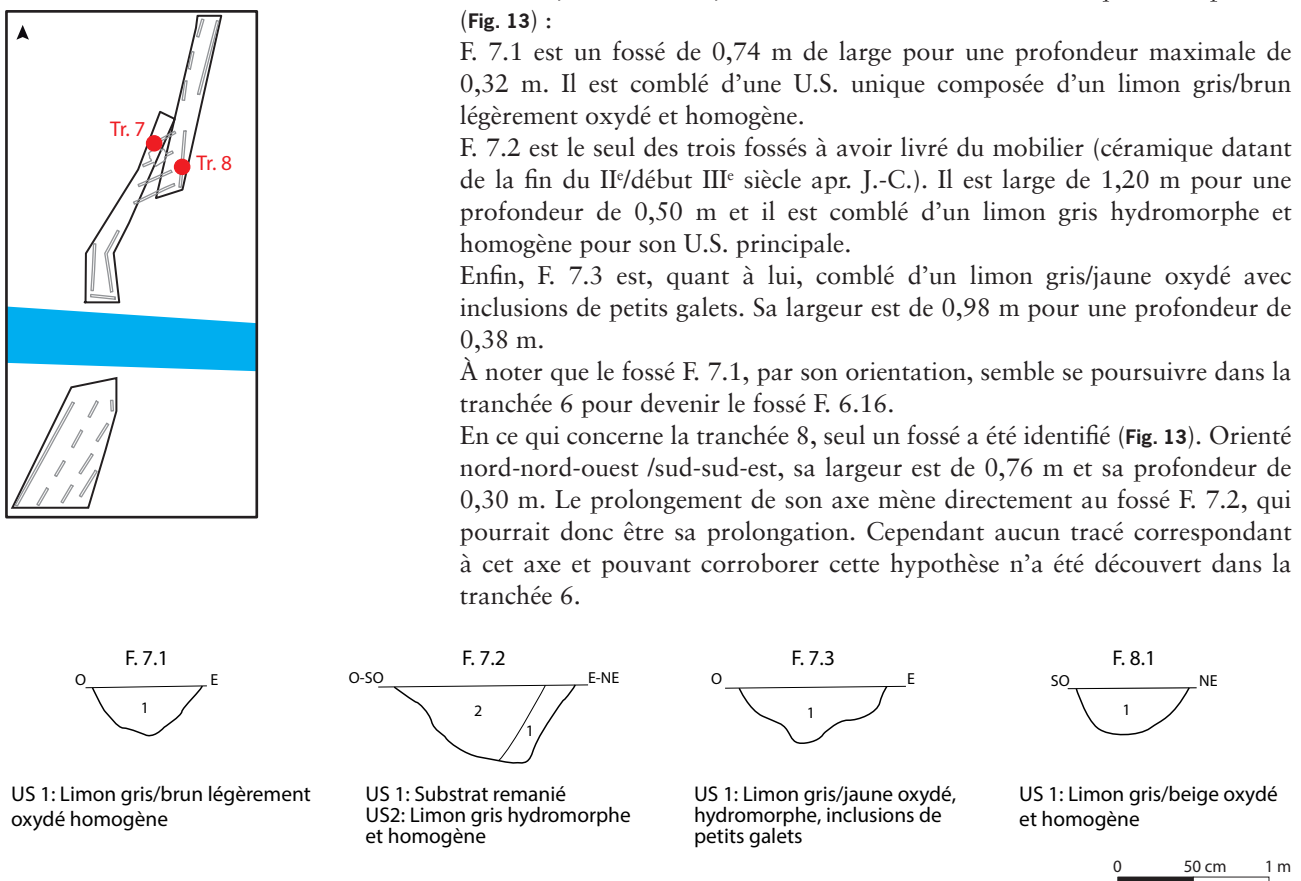 (Fig. 13) :
F. 7.1 est un fossé de 0,74 m de large pour une profondeur maximale de
0,32 m. Il est comblé d'une U.S. unique composée d'un limon gris/brun
légèrement oxydé et homogène.
F. 7.2 est le seul des trois fossés à avoir livré du mobilier (céramique datant
de la fin du IIe/début IIIe siècle apr. J.-C.). Il est large de 1,20 m pour une
profondeur de 0,50 m et il est comblé d'un limon gris hydromorphe et
homogène pour son U.S. principale.
Enfin, F. 7.3 est, quant à lui, comblé d'un limon gris/jaune oxydé avec
inclusions de petits galets. Sa largeur est de 0,98 m pour une profondeur de
0,38 m.
À noter que le fossé F. 7.1, par son orientation, semble se poursuivre dans la
tranchée 6 pour devenir le fossé F. 6.16.
En ce qui concerne la tranchée 8, seul un fossé a été identifié (Fig. 13). Orienté
nord-nord-ouest /sud-sud-est, sa largeur est de 0,76 m et sa profondeur de
0,30 m. Le prolongement de son axe mène directement au fossé F. 7.2, qui
pourrait donc être sa prolongation. Cependant aucun tracé correspondant
à cet axe et pouvant corroborer cette hypothèse n'a été découvert dans la
tranchée 6.
Tr. 7
Tr. 8
F. 7.1
O E
1
US 1: Limon gris/brun légèrement
oxydé homogène
F. 7.2
O-SO E-NE
2
1
US 1: Substrat remanié
US2: Limon gris hydromorphe
et homogène
F. 7.3
O E
1
US 1: Limon gris/jaune oxydé,
hydromorphe, inclusions de
petits galets
F. 8.1
SO NE
1
US 1: Limon gris/beige oxydé
et homogène
0 50 cm 1 m